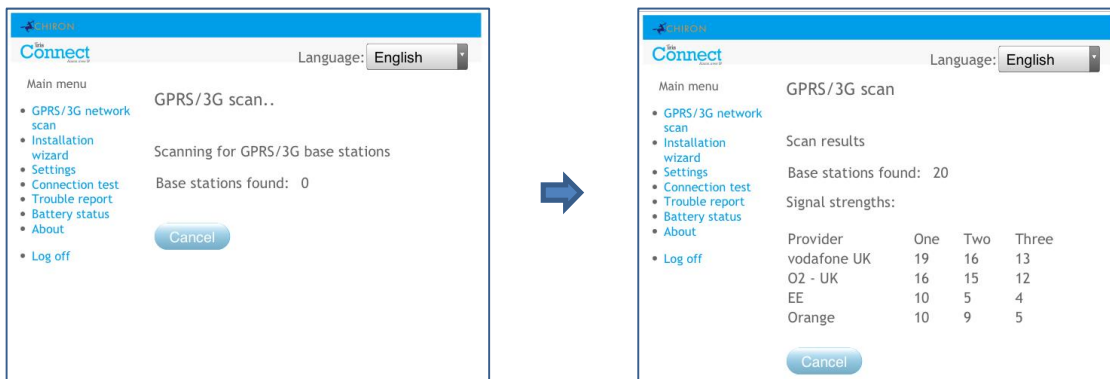 CHIRON
Connect
Language: English
Main menu
GPRS/3G network
scan
Installation
wizard
Settings
Connection test
Trouble report
Battery status
About
Log off
GPRS/3G scan..
Scanning for GPRS/3G base stations
Base stations found: 0
Cancel
CHIRON
Connect
Language: English
Main menu
GPRS/3G network
scan
Installation
wizard
Settings
Connection test
Trouble report
Battery status
About
Log off
GPRS/3G scan
Scan results
Base stations found: 20
Signal strengths:
Provider One Two Three
vodafone UK 19 16 13
O2 - UK 16 15 12
EE 10 5 4
Orange 10 9 5
Cancel